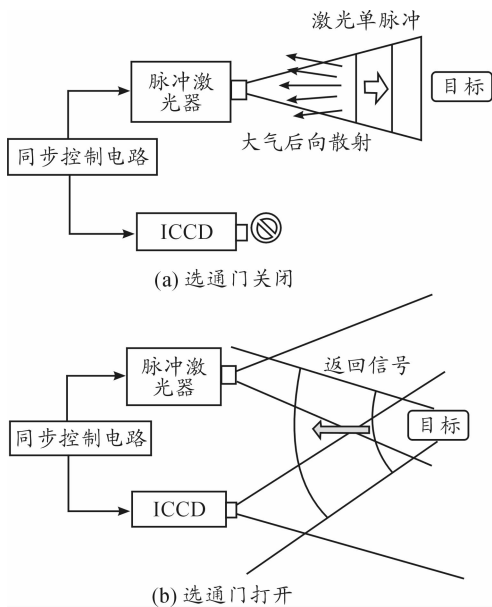 激光单脉冲
脉冲激
光器
目标
大气后向散射
同步控制电路
ICCD
(a) 选通门关闭
脉冲激
光器
返回信号
目标
同步控制电路
ICCD
(b) 选通门打开